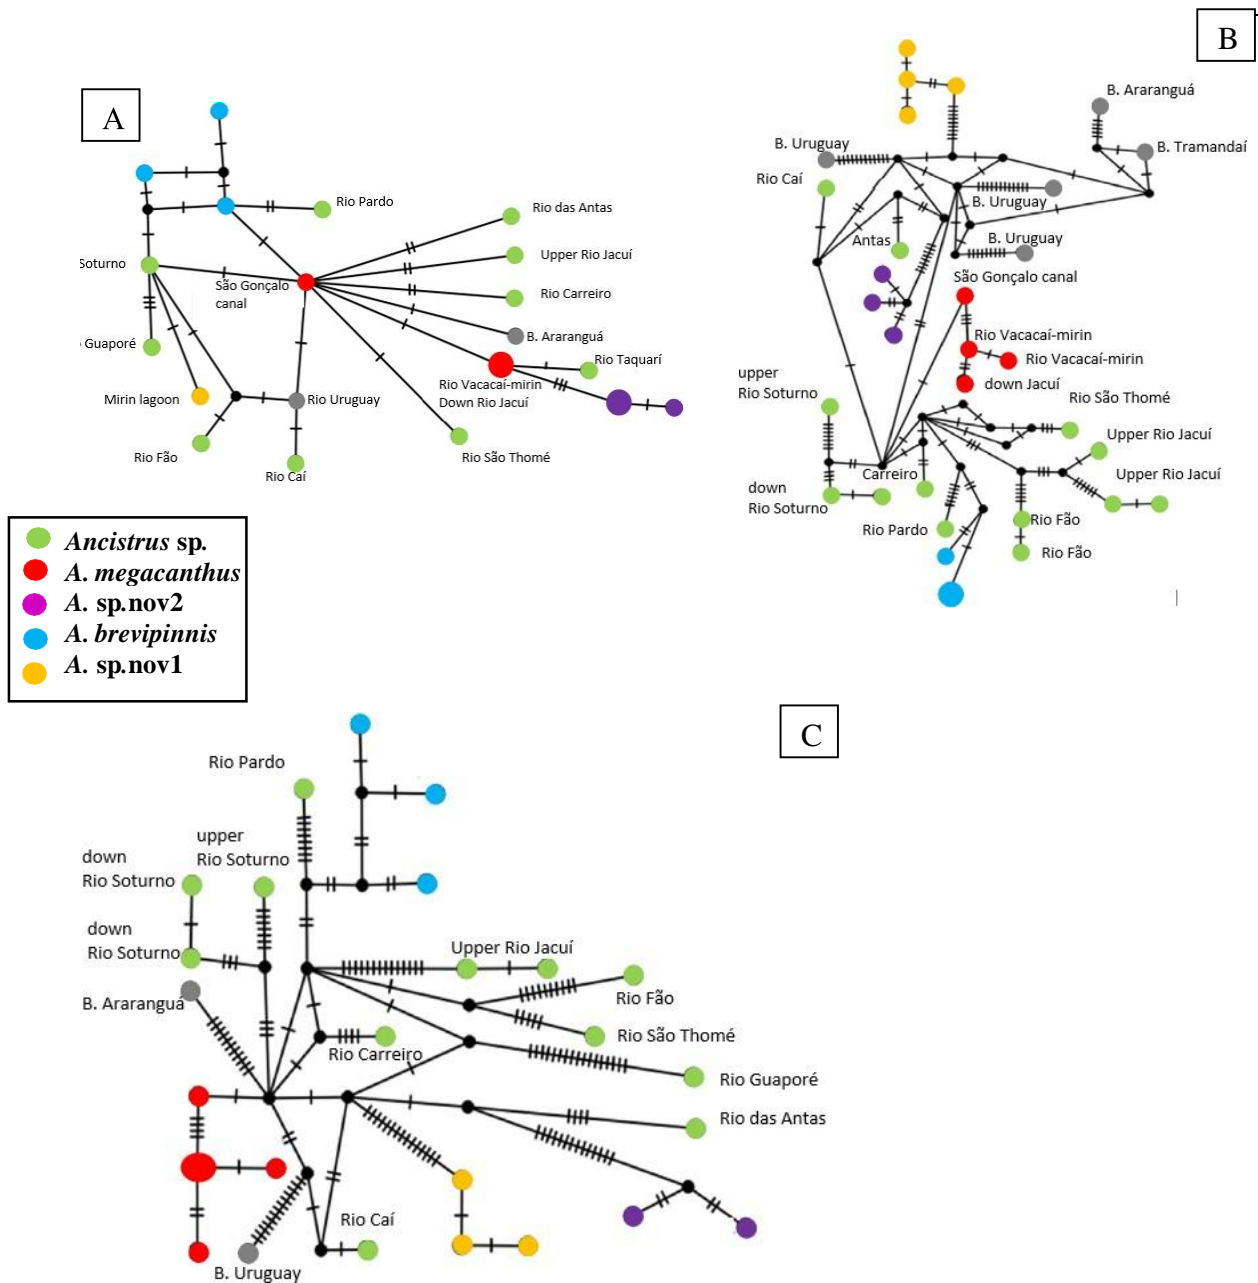 A
Rio Pardo
Rio das Antas
Soturno
São Gonçalo
canal
Upper Rio Jacuí
Rio Carreiro
B. Araranguá
Guaporé
Rio Taquarí
Mirin lagoon
Rio Uruguay
Rio Vacacaí-mirin
Down Rio Jacuí
Rio Fão
Rio Caí
Rio São Thomé
B
B. Araranguá
B. Uruguay
B. Tramandaí
Rio Caí
B. Uruguay
Antas
B. Uruguay
São Gonçalo canal
Rio Vacacaí-mirin
Rio Vacacaí-mirin
down Jacuí
upper
Rio Soturno
Rio São Thomé
Upper Rio Jacuí
Carreiro
Upper Rio Jacuí
down
Rio Soturno
Rio Pardo
Rio Fão
Rio Fão
Ancistrus sp.
A. megacanthus
A. sp.nov2
A. brevipinnis
A. sp.nov1
C
Rio Pardo
upper
Rio Soturno
down
Rio Soturno
down
Rio Soturno
Upper Rio Jacuí
B. Araranguá
Rio Fão
Rio São Thomé
Rio Carreiro
Rio Guaporé
Rio das Antas
Rio Caí
B. Uruguay